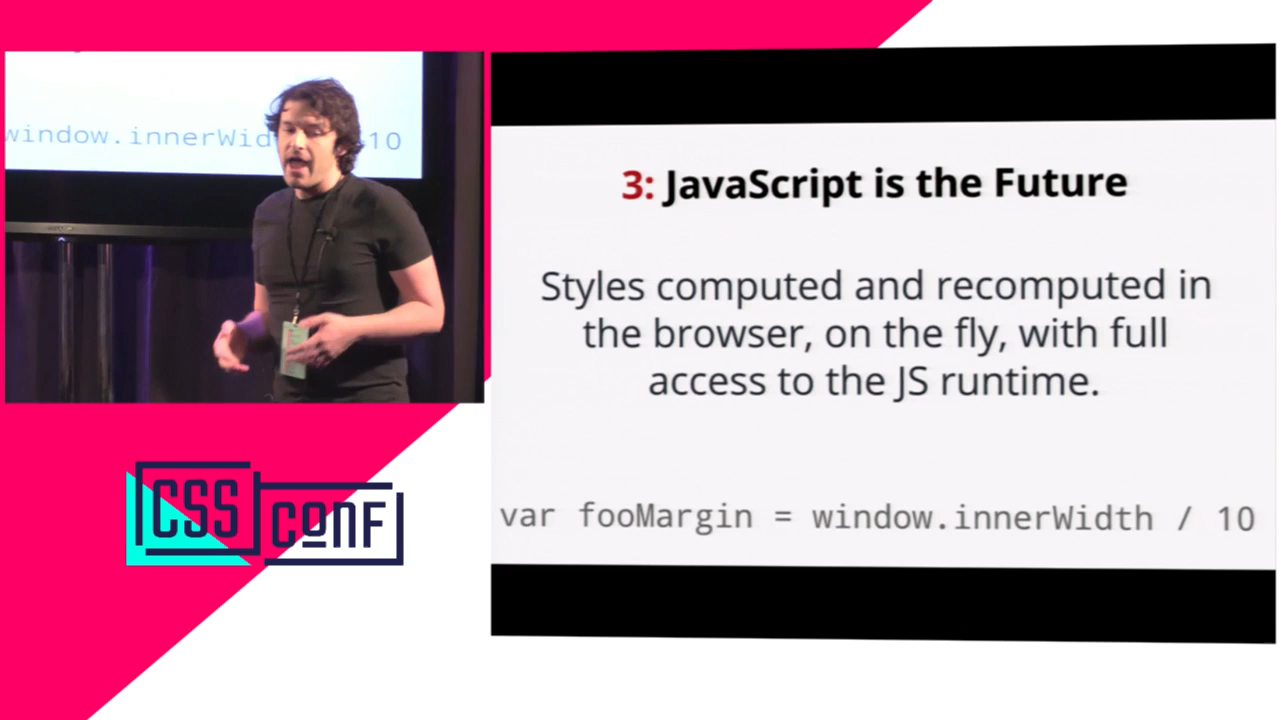 window.innerWid
10
CSS
CONF
3: JavaScript is the Future
Styles computed and recomputed in
the browser, on the fly, with full
access to the JS runtime.
var fooMargin = window.innerWidth / 10